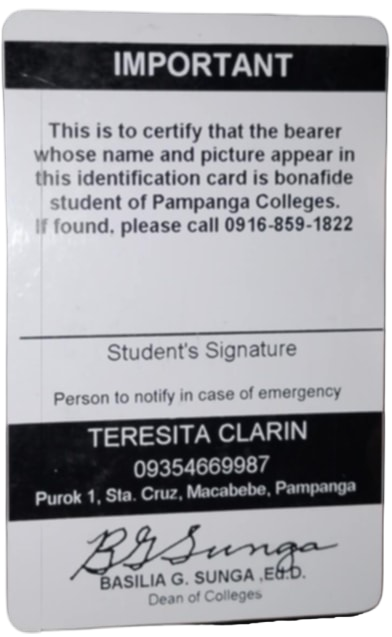 IMPORTANT
This is to certify that the bearer
whose name and picture appear in
this identification card is bonafide
student of Pampanga Colleges.
If found, please call 0916-859-1822
Student's Signature
Person to notify in case of emergency
TERESITA CLARIN
09354669987
Purok 1, Sta. Cruz, Macabebe, Pampanga
BGSunga
BASILIA G. SUNGA ,Ed.D.
Dean of Colleges